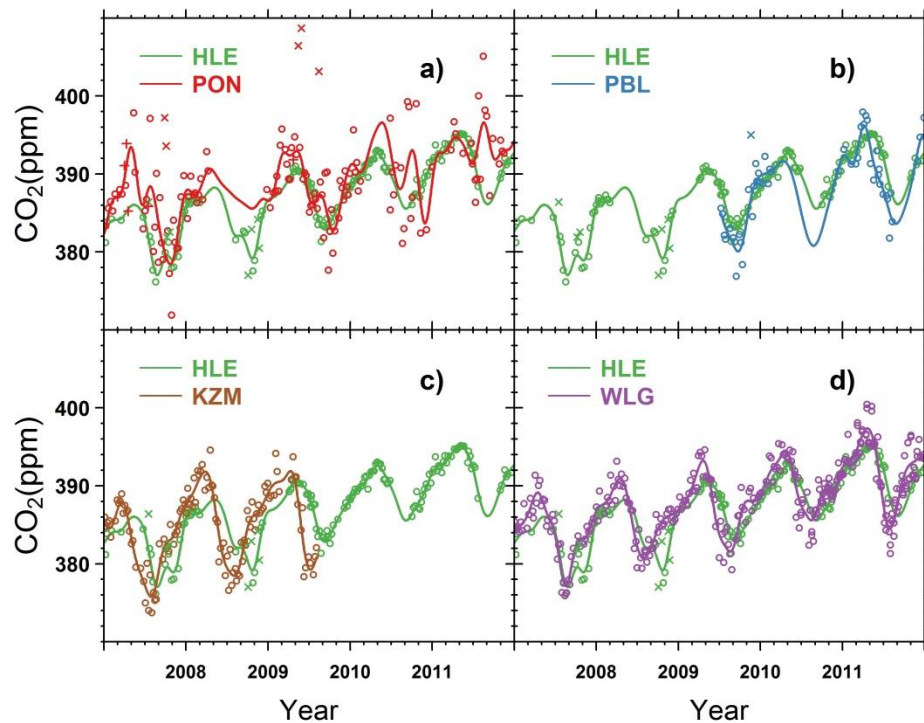 HLE
PON
a)
HLE
PBL
b)
CO2(ppm)
400
390
380
HLE
KZM
c)
HLE
WLG
d)
CO2(ppm)
400
390
380
2008 2009 2010 2011
2008 2009 2010 2011
Year
Year